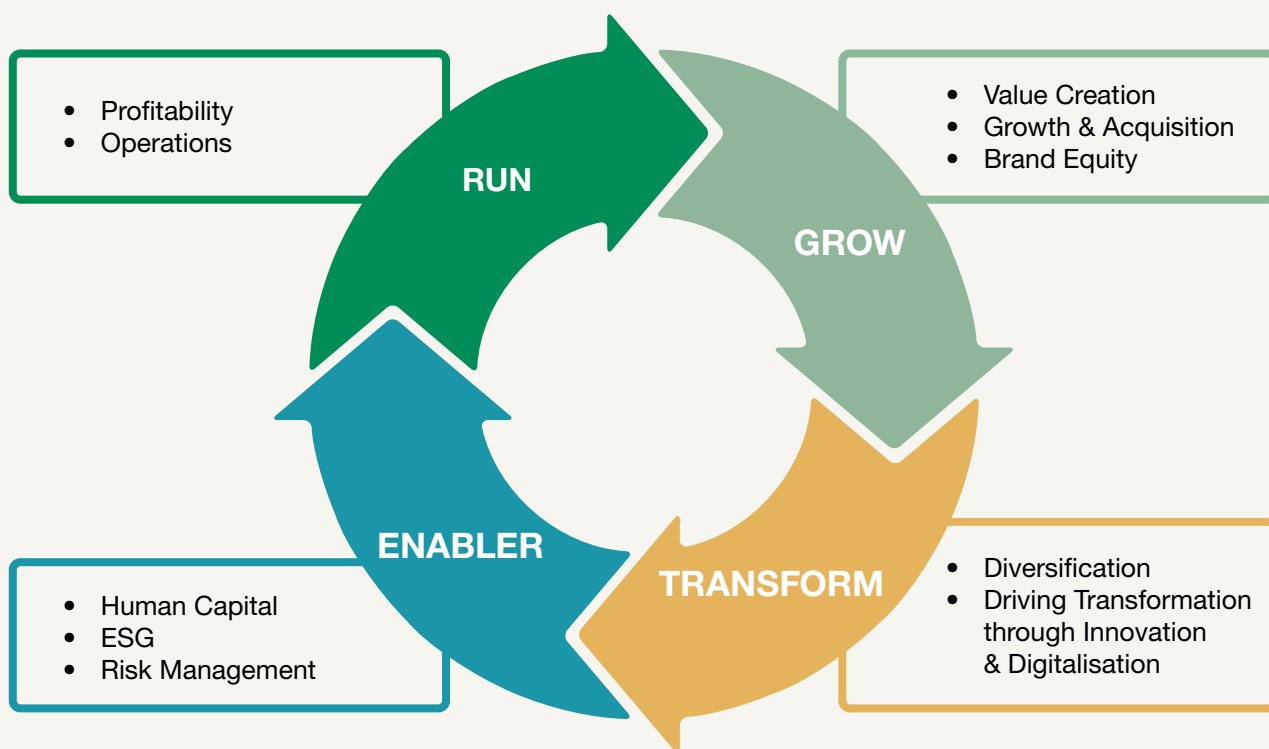 • Profitability
• Operations
RUN
• Value Creation
• Growth & Acquisition
• Brand Equity
GROW
ENABLER
• Human Capital
• ESG
• Risk Management
TRANSFORM
• Diversification
• Driving Transformation
through Innovation
& Digitalisation